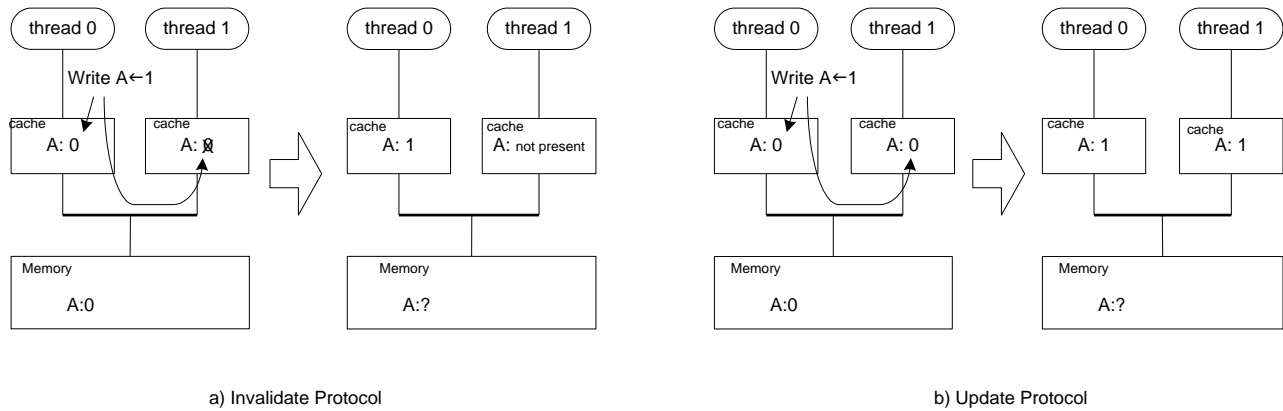 thread 0
thread 1
thread 0
thread 1
thread 0
thread 1
thread 0
thread 1
Write A←1
Write A←1
cache
A: 0
cache
A: 0
cache
A: 1
cache
A: not present
cache
A: 0
cache
A: 0
cache
A: 1
cache
A: 1
Memory
A:0
Memory
A:?
Memory
A:0
Memory
A:?
a) Invalidate Protocol
b) Update Protocol